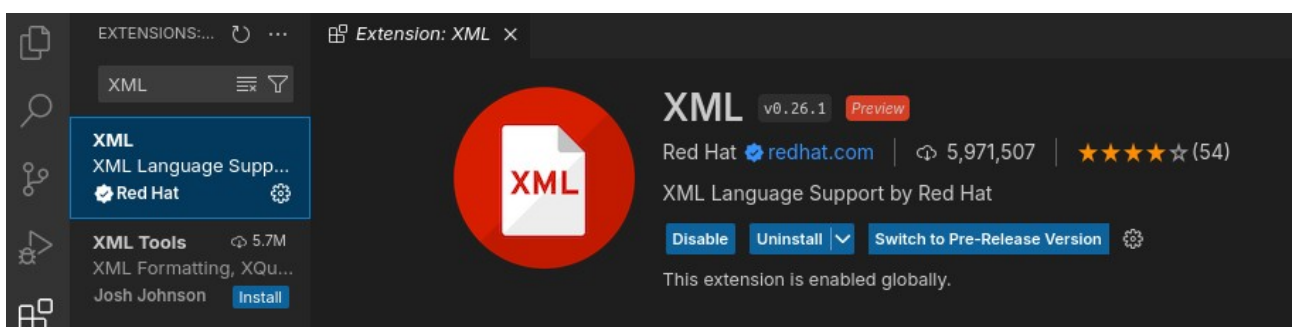 EXTENSIONS:...
XML
XML
XML Language Supp...
Red Hat
XML Tools 5.7M
XML Formatting, XQu...
Josh Johnson Install
Extension: XML
XML
XML v0.26.1 Preview
Red Hat redhat.com | 5,971,507 | (54)
XML Language Support by Red Hat
Disable Uninstall Switch to Pre-Release Version
This extension is enabled globally.